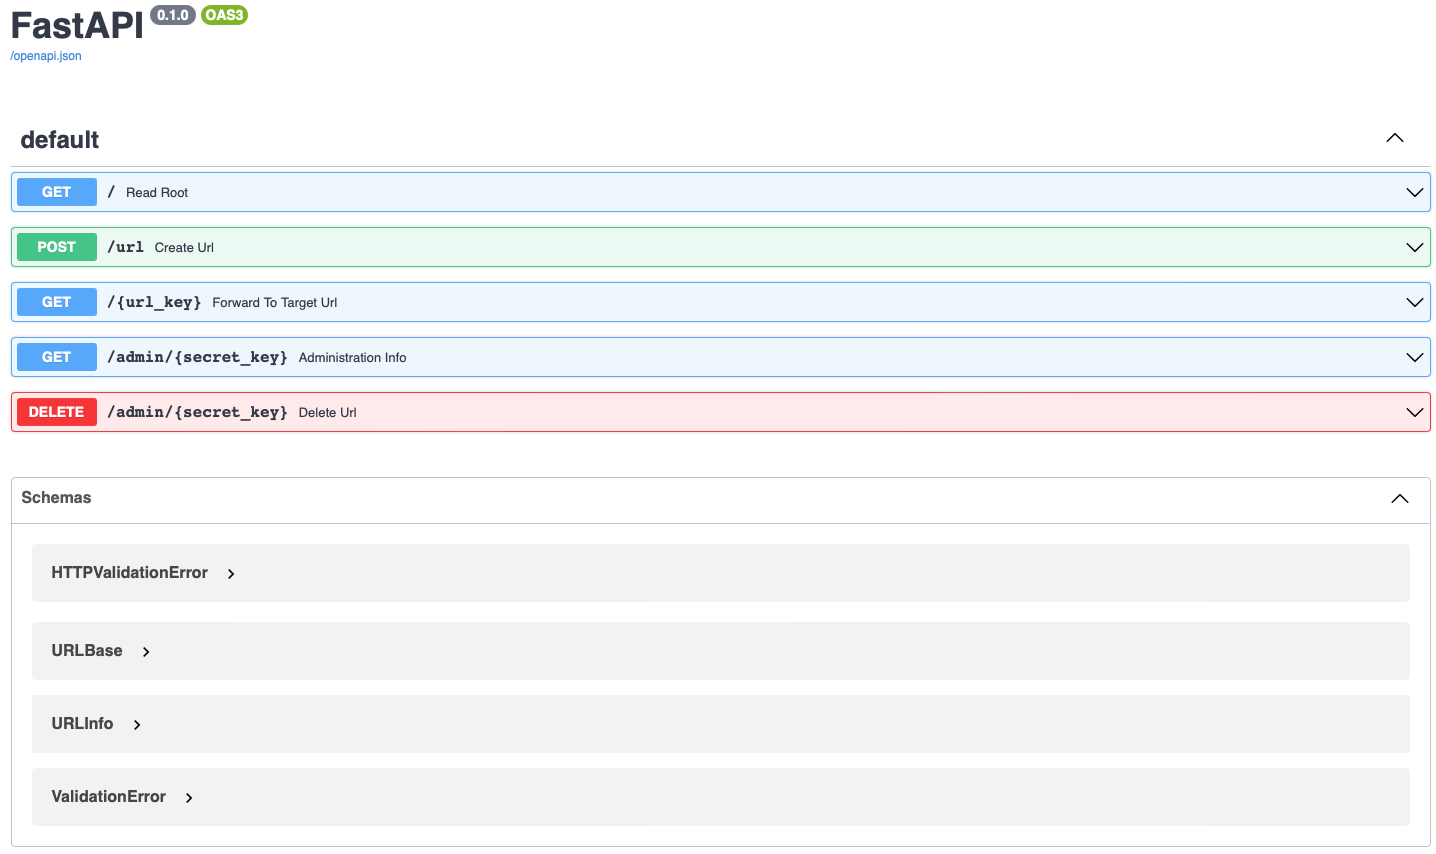 FastAPI 0.1.0 OAS3
/openapi.json
default
GET / Read Root
POST /url Create Url
GET /{url_key} Forward To Target Url
GET /admin/{secret_key} Administration Info
DELETE /admin/{secret_key} Delete Url
Schemas
HTTPValidationError
URLBase
URLInfo
ValidationError